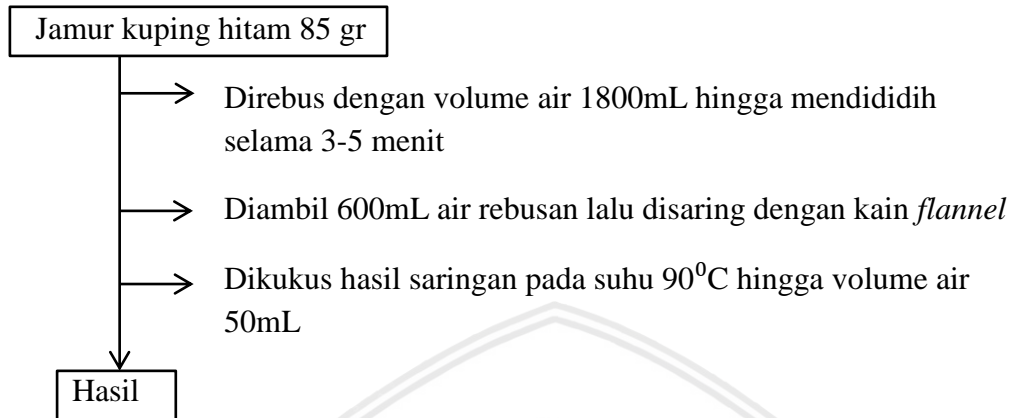 Jamur kuping hitam 85 gr
Direbus dengan volume air 1800mL hingga mendididih
selama 3-5 menit
Diambil 600mL air rebusan lalu disaring dengan kain flannel
Dikukus hasil saringan pada suhu 90⁰C hingga volume air
50mL
Hasil